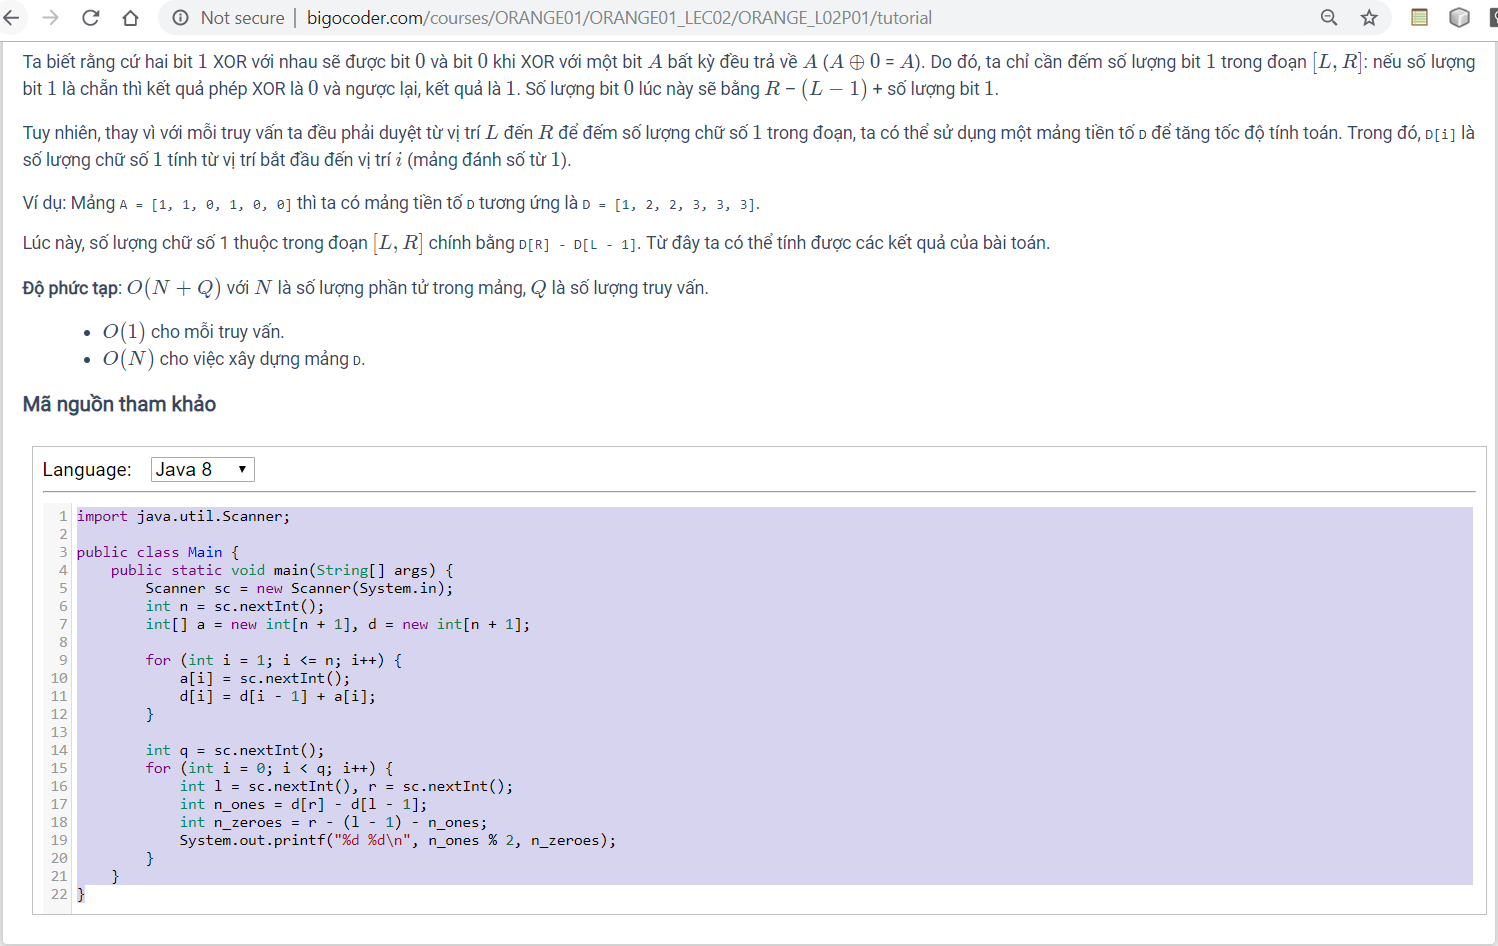 Not secure | bigocoder.com/courses/ORANGE01/ORANGE01_LEC02/ORANGE_L02P01/tutorial
Ta biết rằng cứ hai bit 1 XOR với nhau sẽ được bit 0 và bit 0 khi XOR với một bit A bất kỳ đều trả về A (A ⊕ 0 = A). Do đó, ta chỉ cần đếm số lượng bit 1 trong đoạn [L, R]: nếu số lượng
bit 1 là chẵn thì kết quả phép XOR là 0 và ngược lại, kết quả là 1. Số lượng bit 0 lúc này sẽ bằng R − (L − 1) + số lượng bit 1.
Tuy nhiên, thay vì với mỗi truy vấn ta đều phải duyệt từ vị trí L đến R để đếm số lượng chữ số 1 trong đoạn, ta có thể sử dụng một mảng tiền tố D để tăng tốc độ tính toán. Trong đó, D[i] là
số lượng chữ số 1 tính từ vị trí bắt đầu đến vị trí i (mảng đánh số từ 1).
Ví dụ: Mảng A = [1, 1, 0, 1, 0, 0] thì ta có mảng tiền tố D tương ứng là D = [1, 2, 2, 3, 3, 3].
Lúc này, số lượng chữ số 1 thuộc trong đoạn [L, R] chính bằng D[R] - D[L - 1]. Từ đây ta có thể tính được các kết quả của bài toán.
Độ phức tạp: O(N + Q) với N là số lượng phần tử trong mảng, Q là số lượng truy vấn.
• O(1) cho mỗi truy vấn.
• O(N) cho việc xây dựng mảng D.
Mã nguồn tham khảo
Language: Java 8
1 import java.util.Scanner;
2
3 public class Main {
4     public static void main(String[] args) {
5         Scanner sc = new Scanner(System.in);
6         int n = sc.nextInt();
7         int[] a = new int[n + 1], d = new int[n + 1];
8
9         for (int i = 1; i <= n; i++) {
10             a[i] = sc.nextInt();
11             d[i] = d[i - 1] + a[i];
12         }
13
14         int q = sc.nextInt();
15         for (int i = 0; i < q; i++) {
16             int l = sc.nextInt(), r = sc.nextInt();
17             int n_ones = d[r] - d[l - 1];
18             int n_zeroes = r - (l - 1) - n_ones;
19             System.out.printf("%d %d\n", n_ones % 2, n_zeroes);
20         }
21     }
22 }